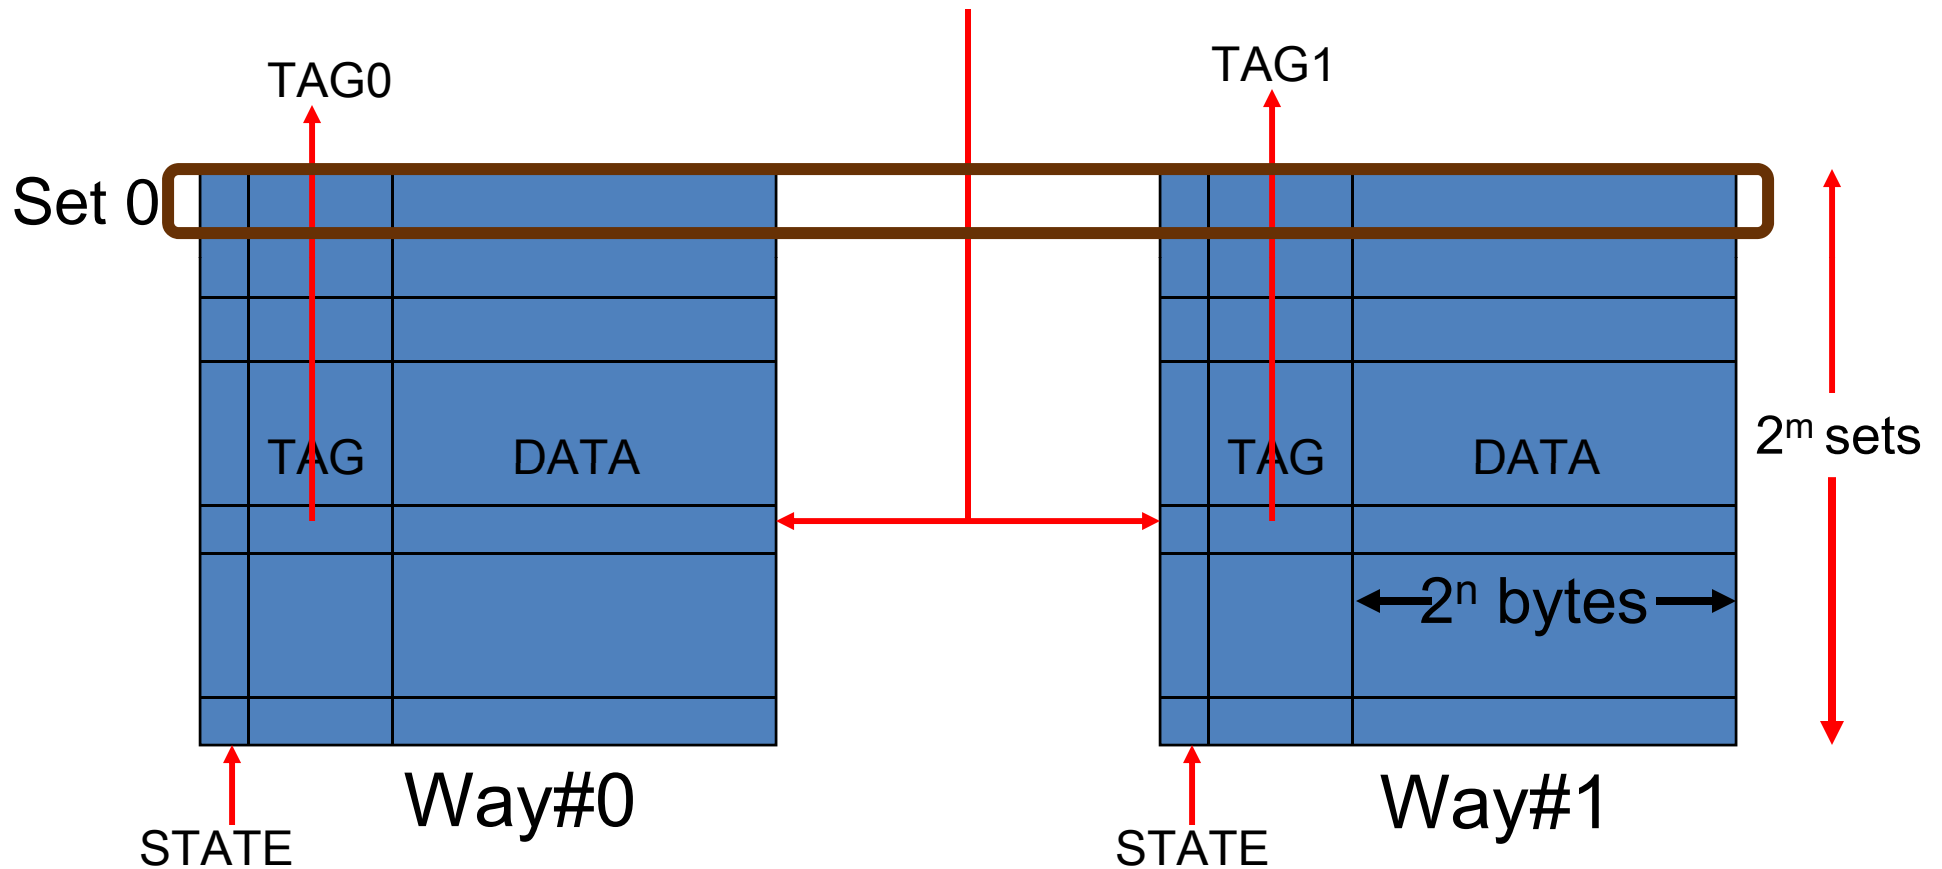 TAG0
TAG1
Set 0
2ᵐ sets
TAG
DATA
TAG
DATA
2ⁿ bytes
Way#0
Way#1
STATE
STATE